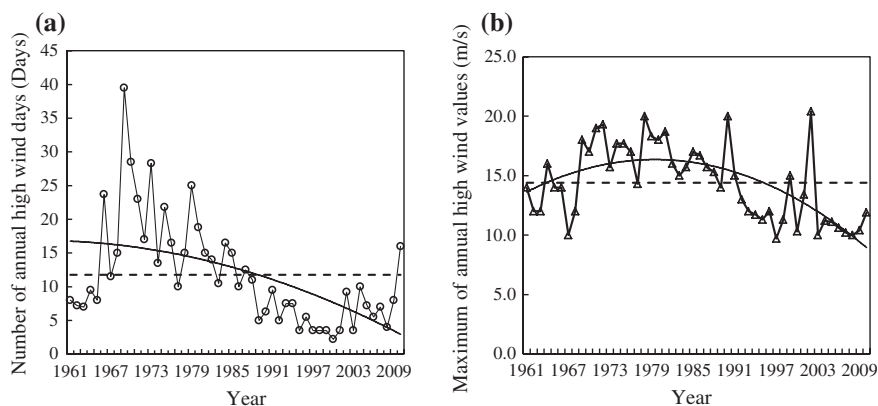 (a)
Number of annual high wind days (Days)
45
40
35
30
25
20
15
10
5
0
1961 1967 1973 1979 1985 1991 1997 2003 2009
Year
(b)
Maximum of annual high wind values (m/s)
25.0
20.0
15.0
10.0
5.0
0.0
1961 1967 1973 1979 1985 1991 1997 2003 2009
Year